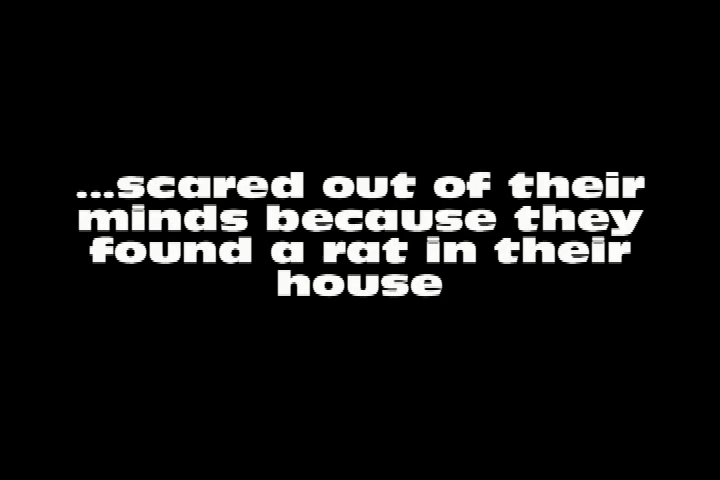 ...scared out of their
minds because they
found a rat in their
house